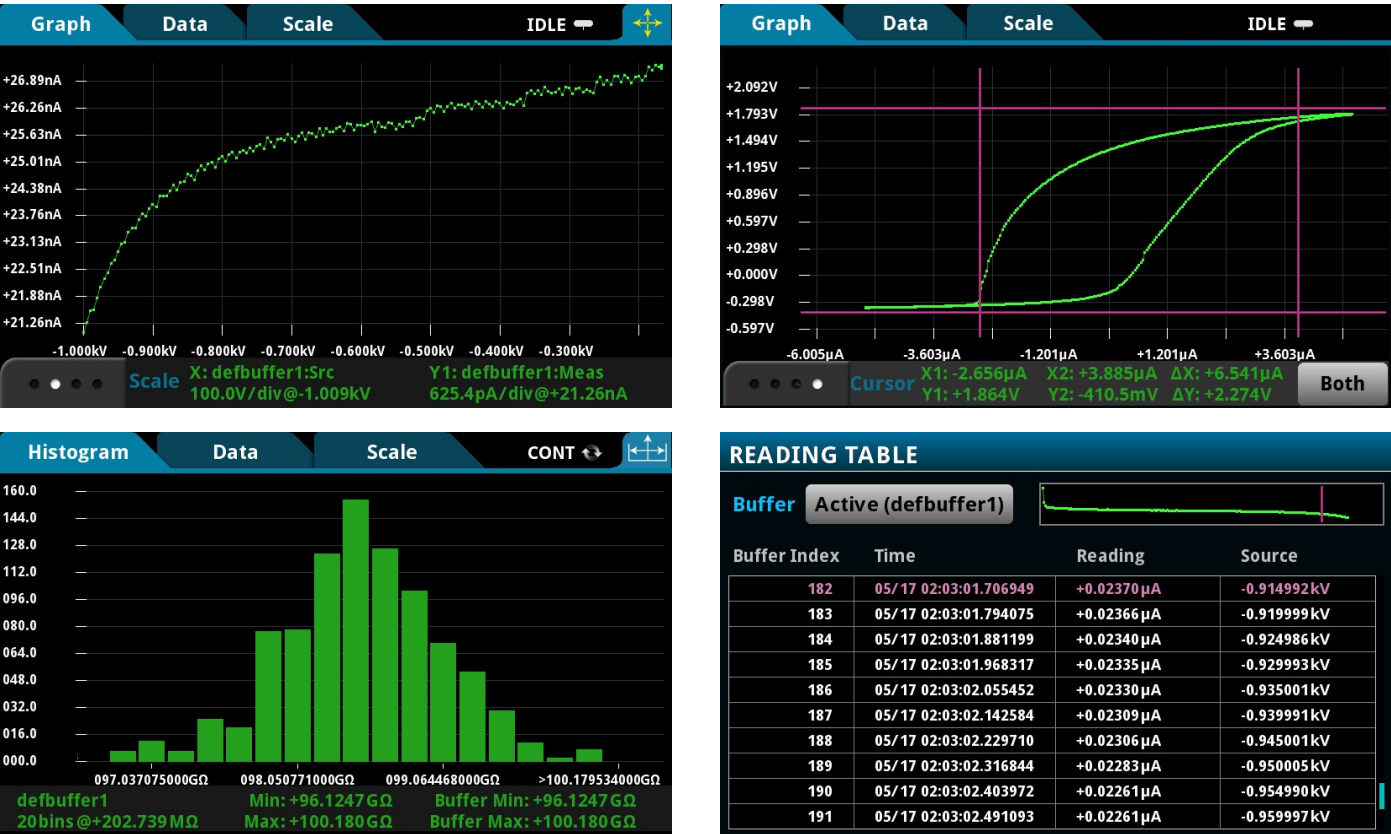 Graph Data Scale IDLE
+26.89nA
+26.26nA
+25.63nA
+25.01nA
+24.38nA
+23.76nA
+23.13nA
+22.51nA
+21.88nA
+21.26nA
-1.000kV -0.900kV -0.800kV -0.700kV -0.600kV -0.500kV -0.400kV -0.300kV
Scale X: defbuffer1:Src Y1: defbuffer1:Meas
100.0V/div@-1.009kV 625.4pA/div@+21.26nA
Graph Data Scale IDLE
+2.092V
+1.793V
+1.494V
+1.195V
+0.896V
+0.597V
+0.298V
+0.000V
-0.298V
-0.597V
-6.005µA -3.603µA -1.201µA +1.201µA +3.603µA
Cursor X1: -2.656µA X2: +3.885µA ΔX: +6.541µA
Y1: +1.864V Y2: -410.5mV ΔY: +2.274V
Both
Histogram Data Scale CONT
160.0
144.0
128.0
112.0
096.0
080.0
064.0
048.0
032.0
016.0
000.0
097.037075000GΩ 098.050771000GΩ 099.064468000GΩ >100.179534000GΩ
defbuffer1 Min: +96.1247GΩ Buffer Min: +96.1247GΩ
20bins@+202.739MΩ Max: +100.180GΩ Buffer Max: +100.180GΩ
READING TABLE
Buffer Active (defbuffer1)
Buffer Index Time Reading Source
182 05/17 02:03:01.706949 +0.02370µA -0.914992kV
183 05/17 02:03:01.794075 +0.02366µA -0.919999kV
184 05/17 02:03:01.881199 +0.02340µA -0.924986kV
185 05/17 02:03:01.968317 +0.02335µA -0.929993kV
186 05/17 02:03:02.055452 +0.02330µA -0.935001kV
187 05/17 02:03:02.142584 +0.02309µA -0.939991kV
188 05/17 02:03:02.229710 +0.02306µA -0.945001kV
189 05/17 02:03:02.316844 +0.02283µA -0.950005kV
190 05/17 02:03:02.403972 +0.02261µA -0.954990kV
191 05/17 02:03:02.491093 +0.02261µA -0.959997kV